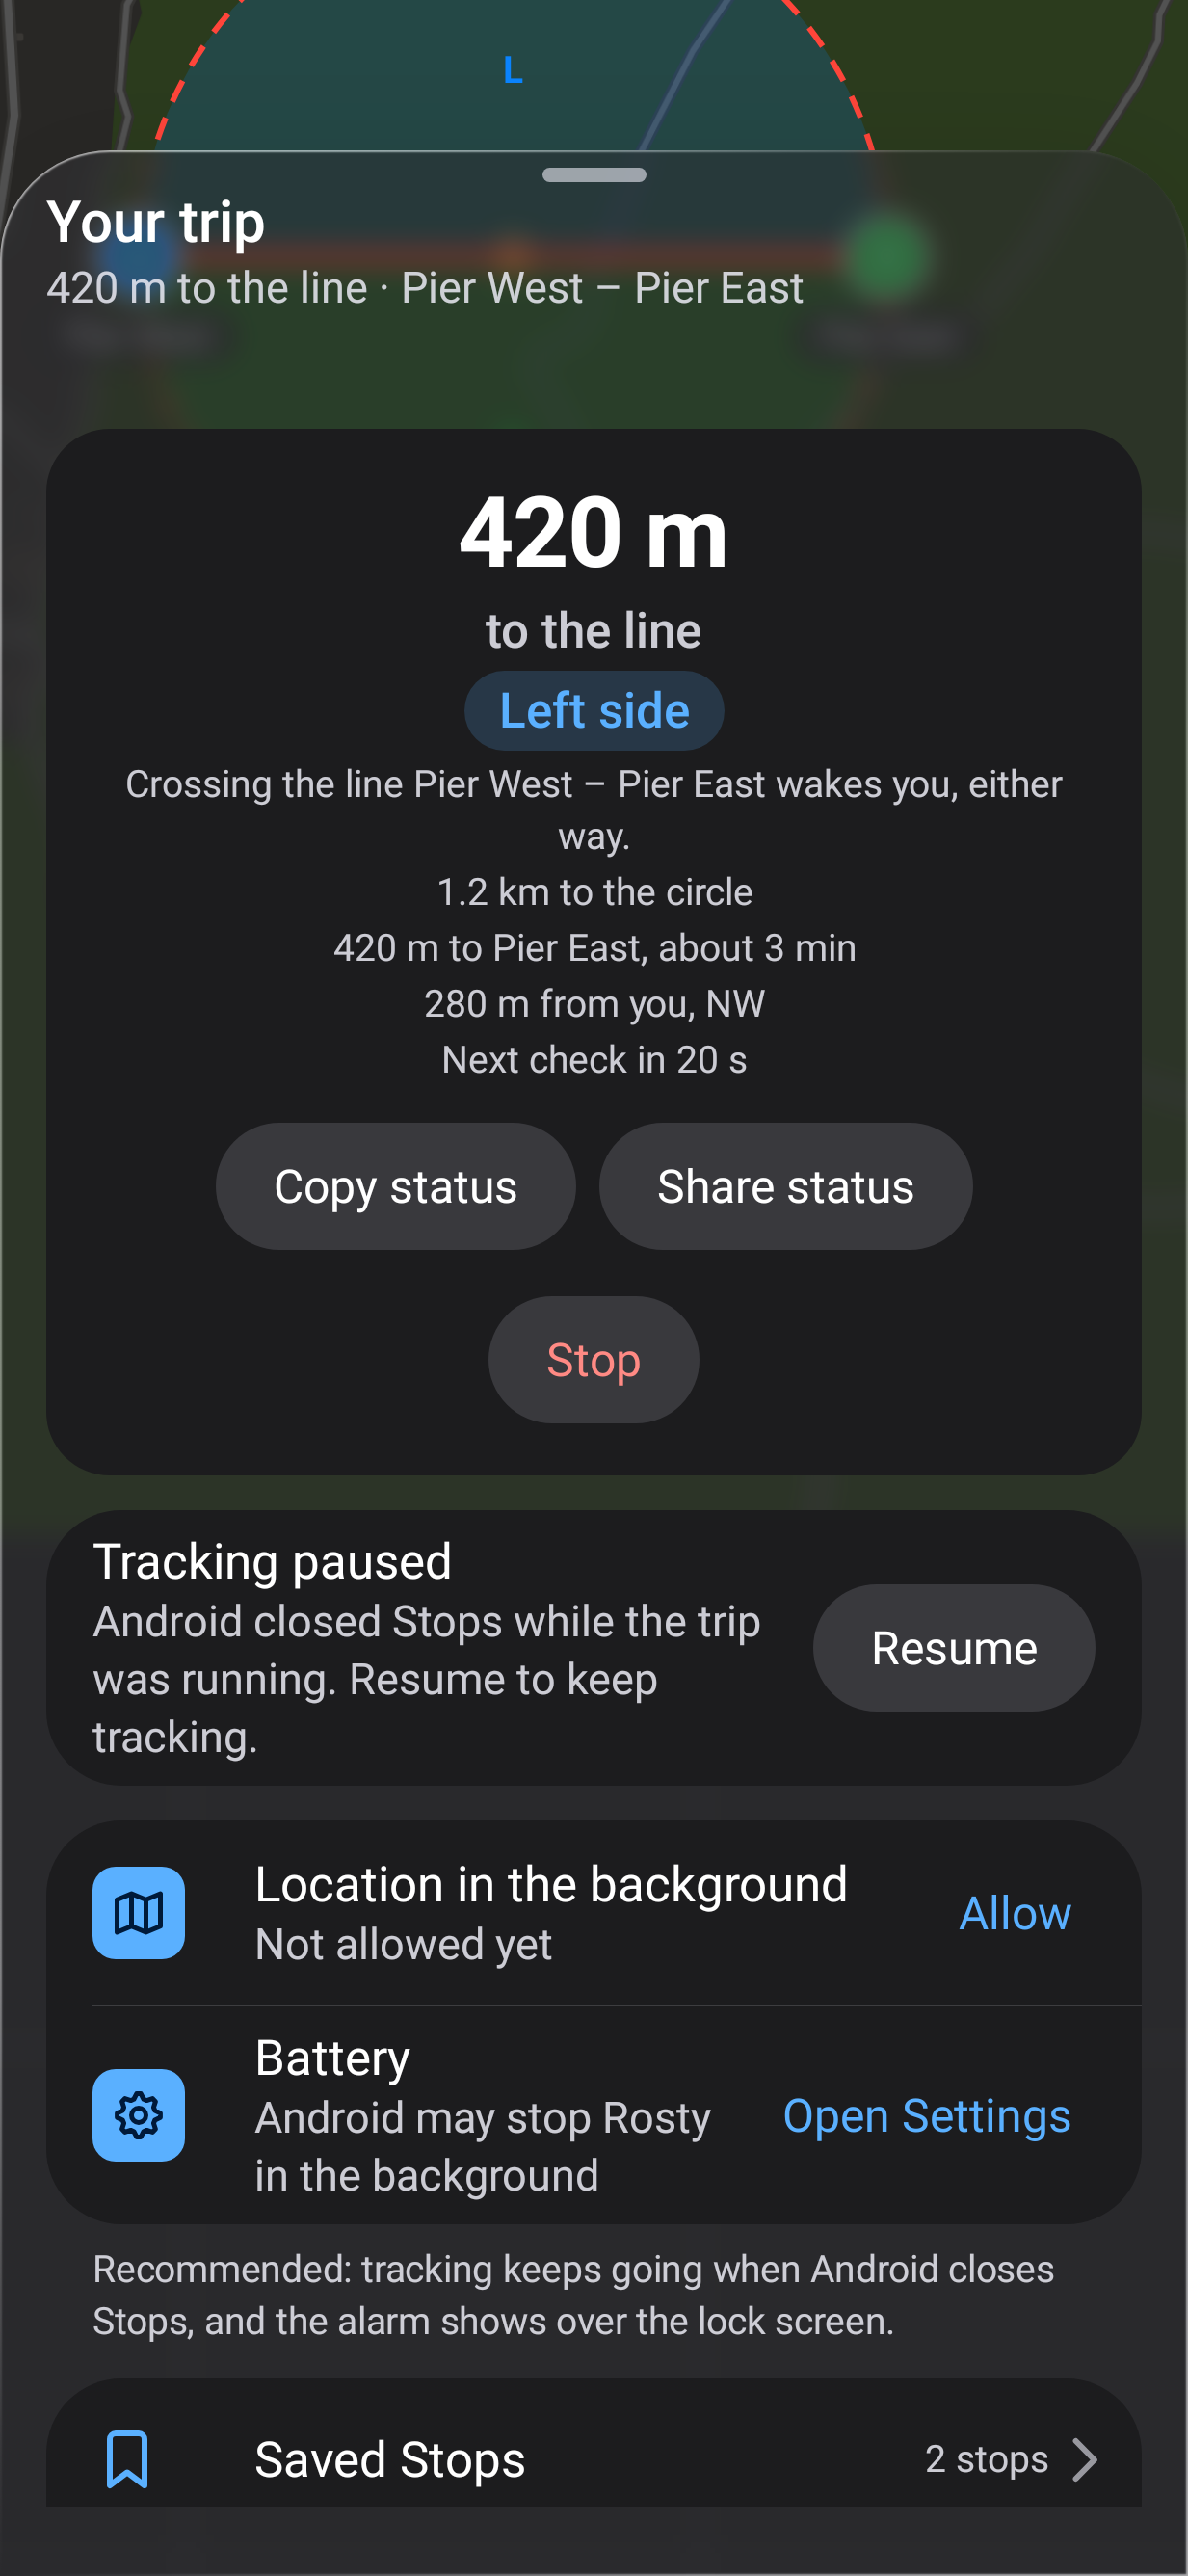 L
Your trip
420 m to the line · Pier West – Pier East
420 m
to the line
Left side
Crossing the line Pier West – Pier East wakes you, either
way.
1.2 km to the circle
420 m to Pier East, about 3 min
280 m from you, NW
Next check in 20 s
Copy status
Share status
Stop
Tracking paused
Android closed Stops while the trip
was running. Resume to keep
tracking.
Resume
Location in the background
Not allowed yet
Allow
Battery
Android may stop Rosty
in the background
Open Settings
Recommended: tracking keeps going when Android closes
Stops, and the alarm shows over the lock screen.
Saved Stops
2 stops